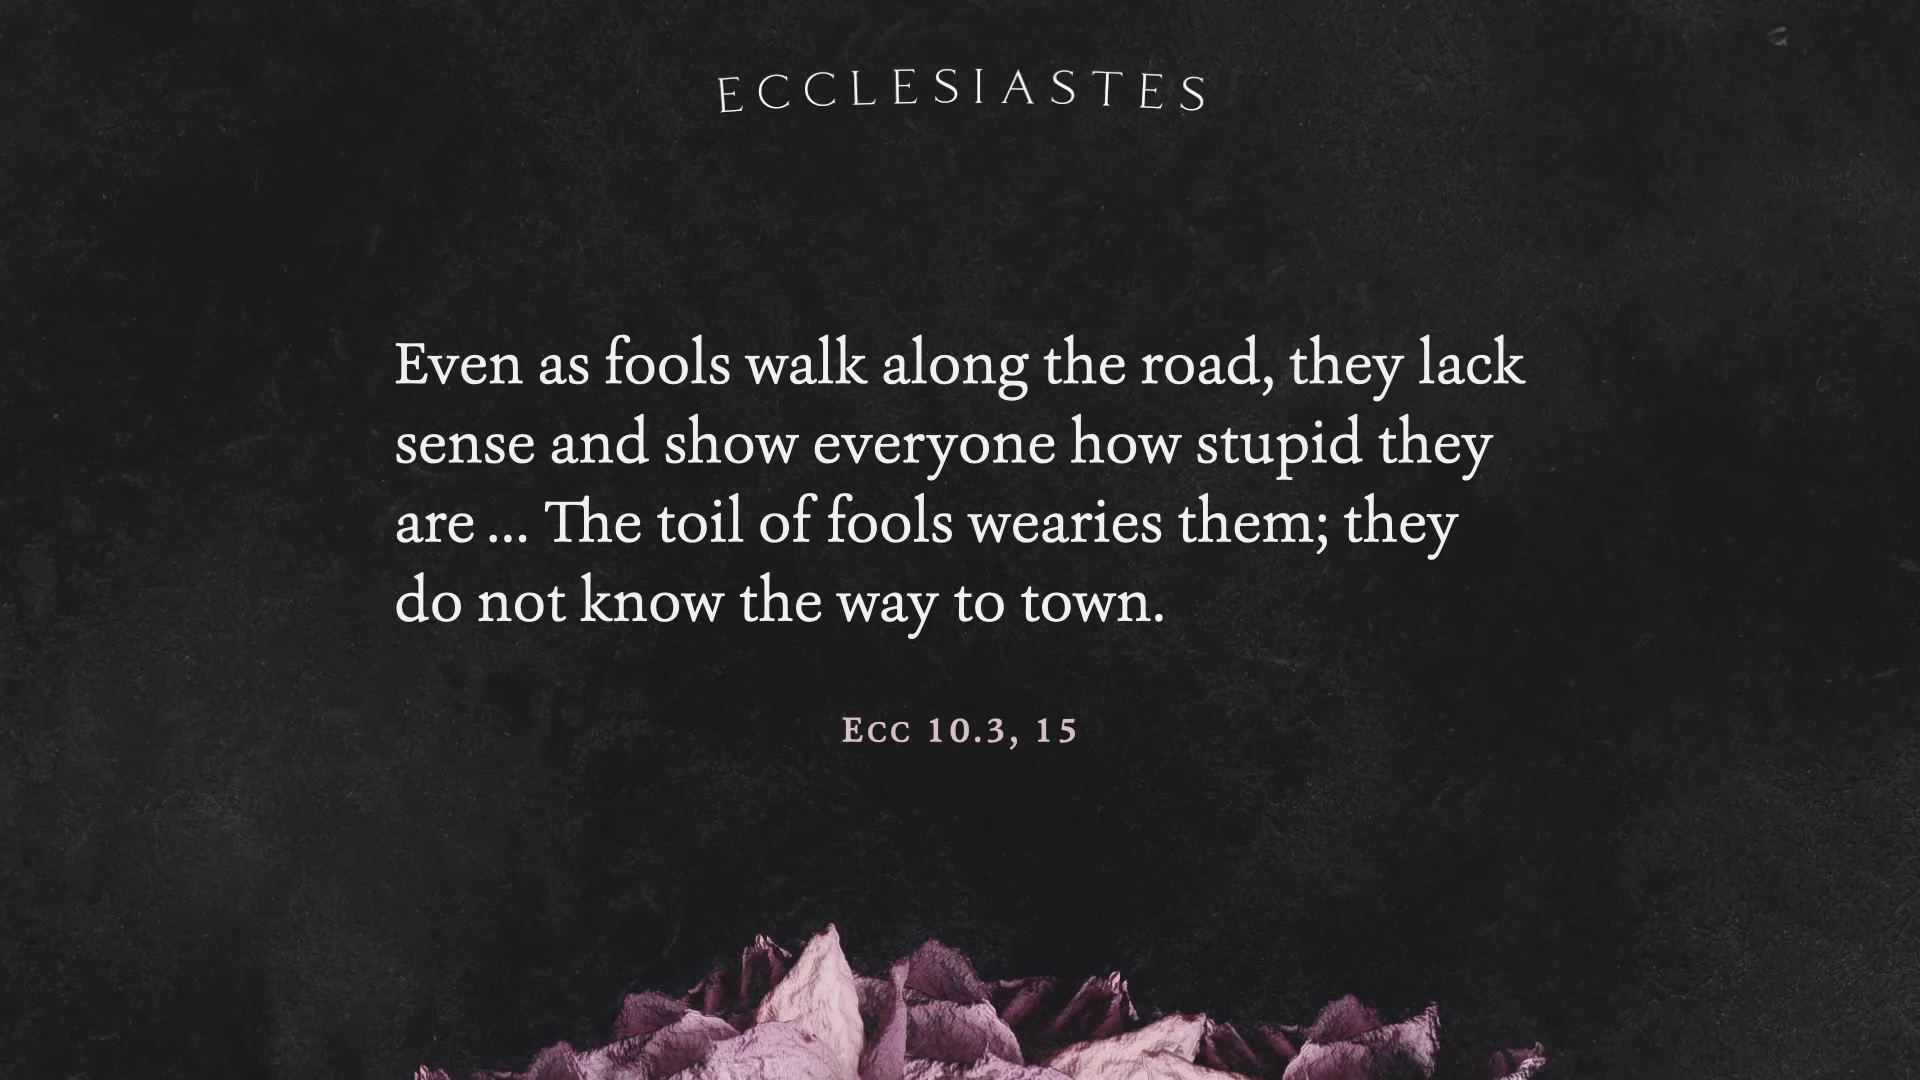 ECCLESIASTES
Even as fools walk along the road, they lack
sense and show everyone how stupid they
are ... The toil of fools wearies them; they
do not know the way to town.
Ecc 10.3, 15